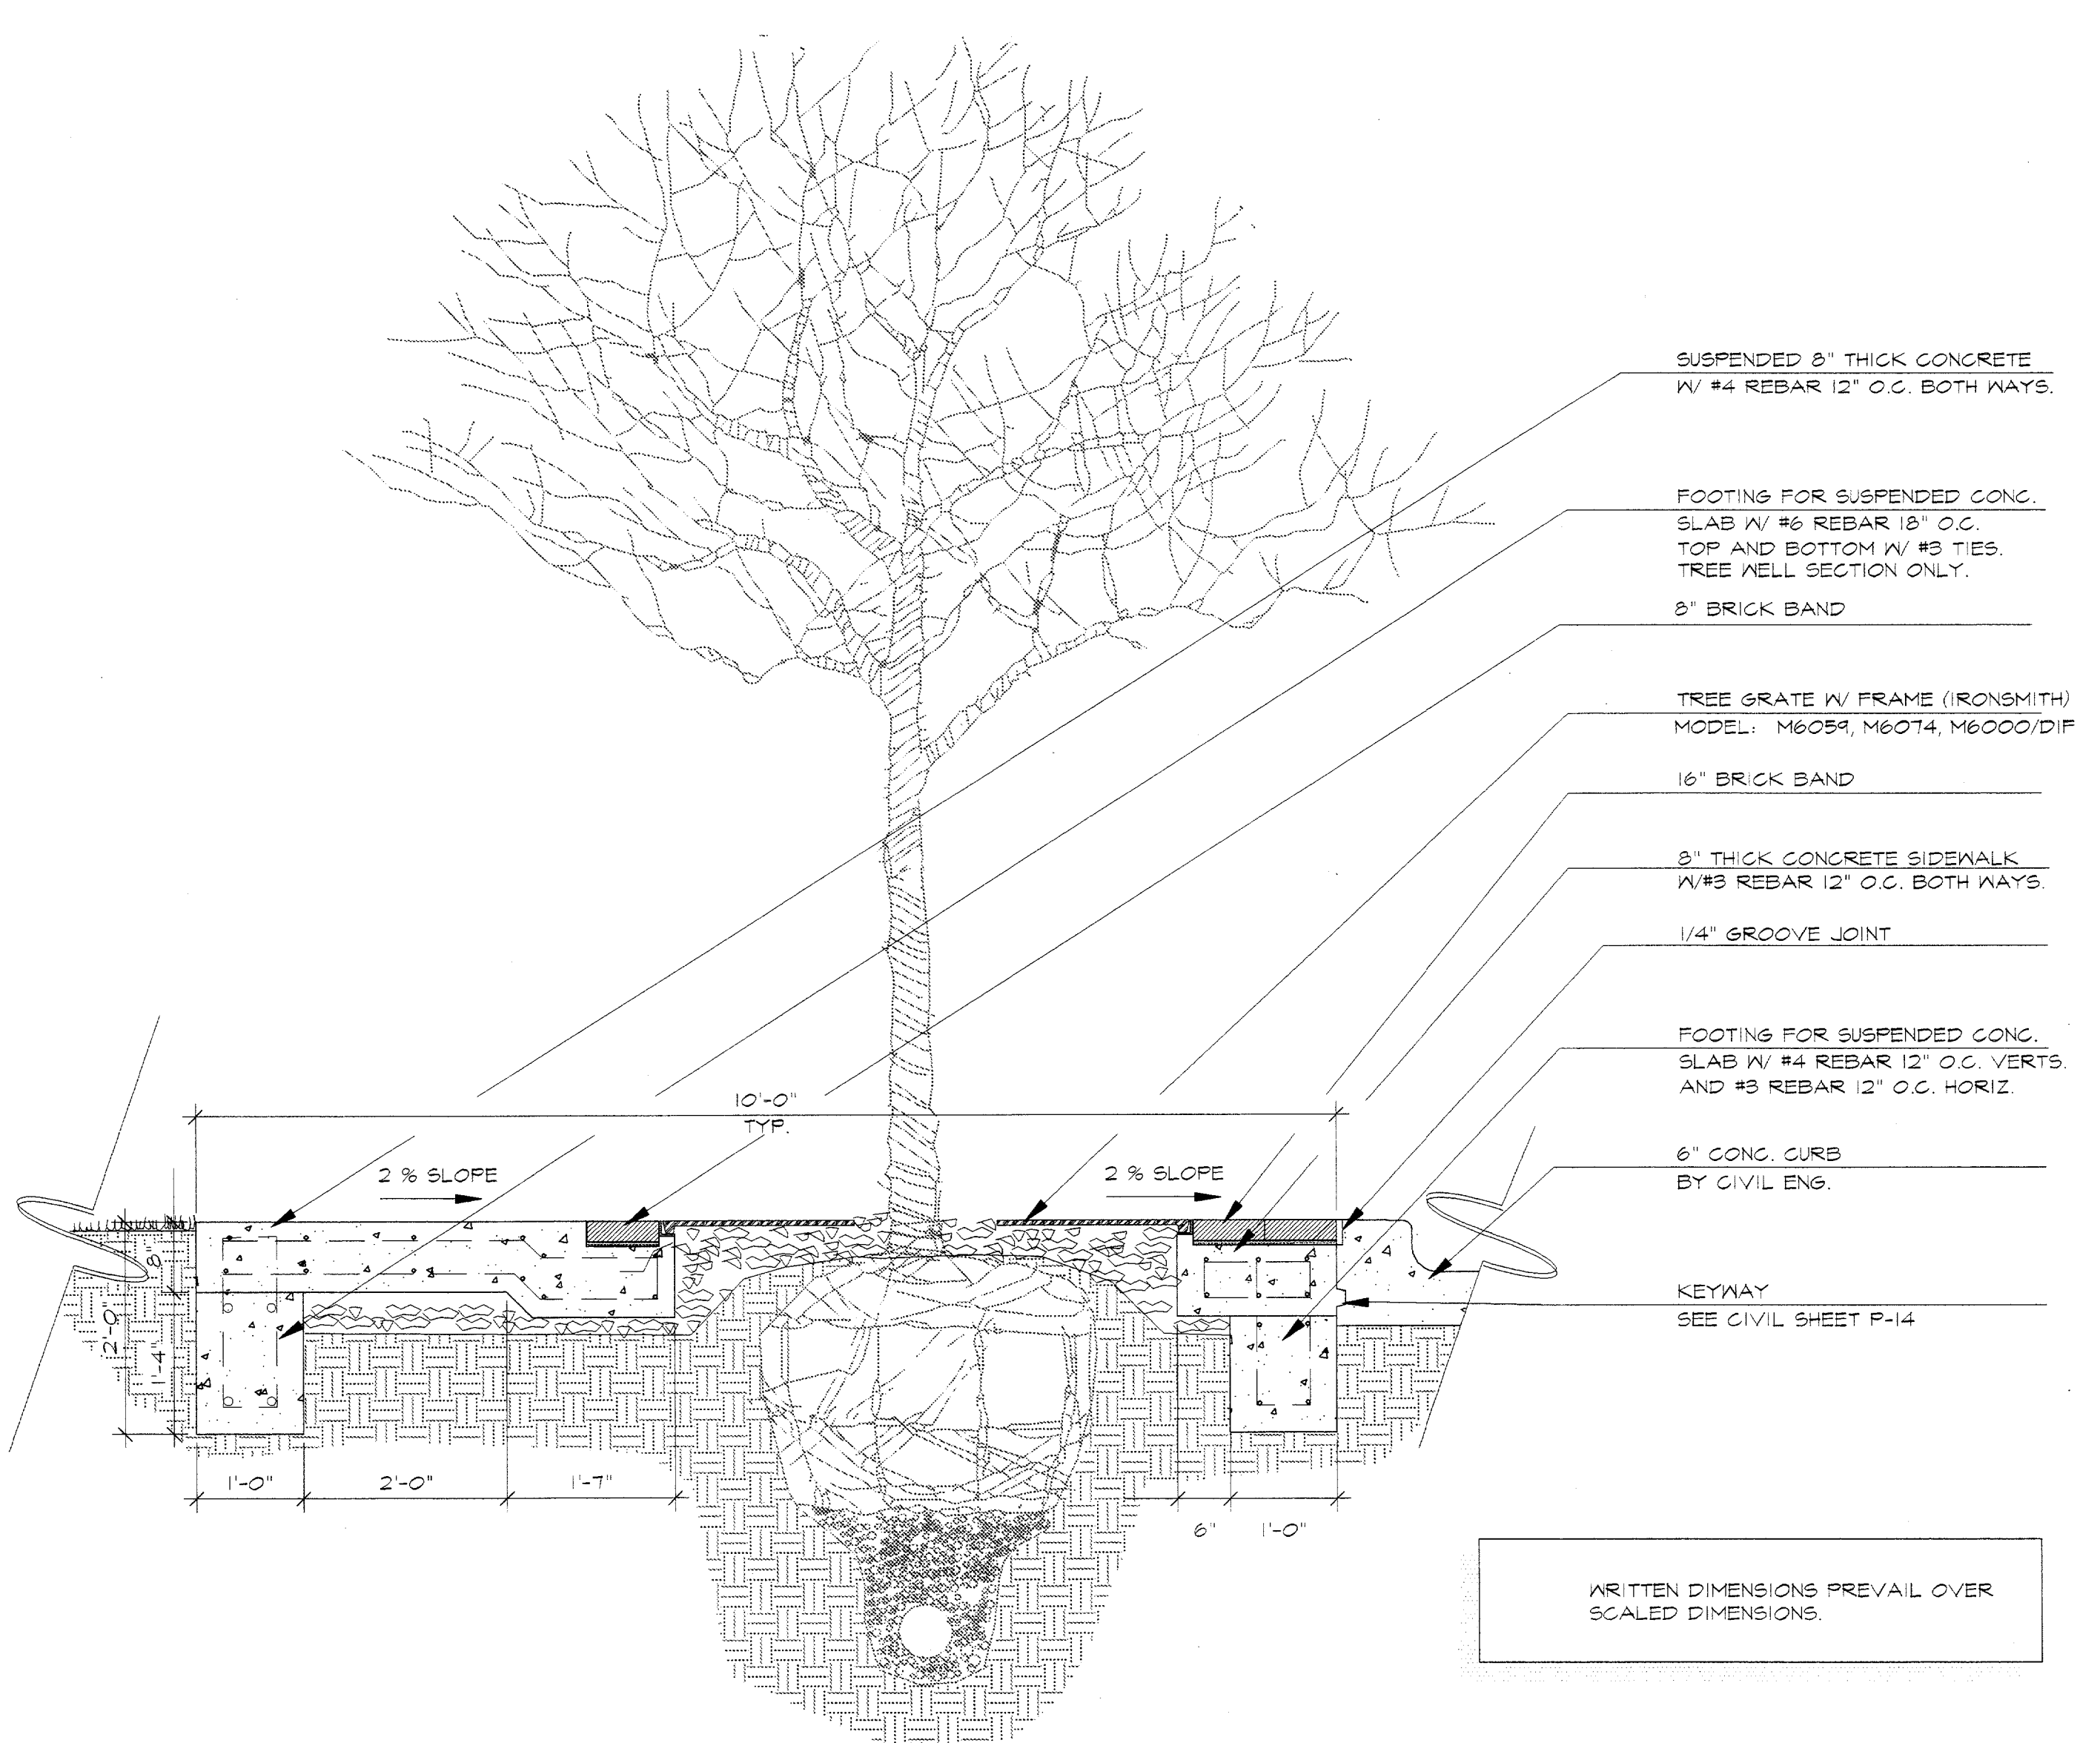 SUSPENDED 8" THICK CONCRETE
W/ #4 REBAR 12" O.C. BOTH WAYS.
FOOTING FOR SUSPENDED CONC.
SLAB W/ #6 REBAR 18" O.C.
TOP AND BOTTOM W/ #3 TIES.
TREE WELL SECTION ONLY.
8" BRICK BAND
TREE GRATE W/ FRAME (IRONSMITH)
MODEL: M6059, M6074, M6000/DIF
16" BRICK BAND
8" THICK CONCRETE SIDEWALK
W/#3 REBAR 12" O.C. BOTH WAYS.
1/4" GROOVE JOINT
FOOTING FOR SUSPENDED CONC.
SLAB W/ #4 REBAR 12" O.C. VERTS.
AND #3 REBAR 12" O.C. HORIZ.
6" CONC. CURB
BY CIVIL ENG.
KEYWAY
SEE CIVIL SHEET P-14
10'-0"
TYP.
2 % SLOPE
2 % SLOPE
8"
2'-0"
1'-4"
1'-0"
2'-0"
1'-7"
6"
1'-0"
WRITTEN DIMENSIONS PREVAIL OVER
SCALED DIMENSIONS.